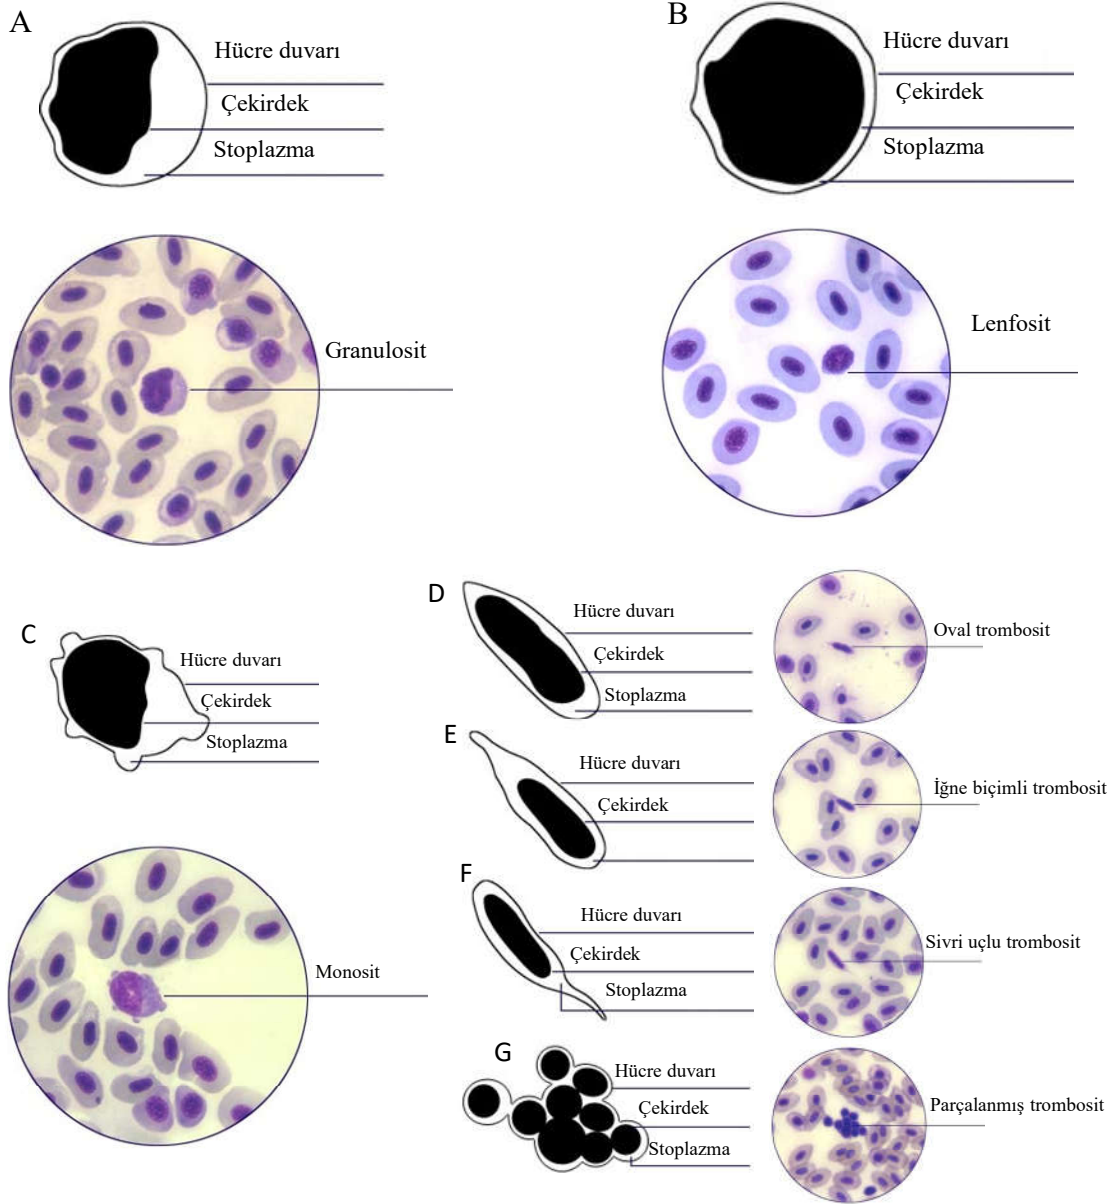 A
Hücre duvarı
Çekirdek
Stoplazma
Granulosit
B
Hücre duvarı
Çekirdek
Stoplazma
Lenfosit
C
Hücre duvarı
Çekirdek
Stoplazma
Monosit
D
Hücre duvarı
Çekirdek
Stoplazma
Oval trombosit
E
Hücre duvarı
Çekirdek
İğne biçimli trombosit
F
Hücre duvarı
Çekirdek
Stoplazma
Sivri uçlu trombosit
G
Hücre duvarı
Çekirdek
Stoplazma
Parçalanmış trombosit